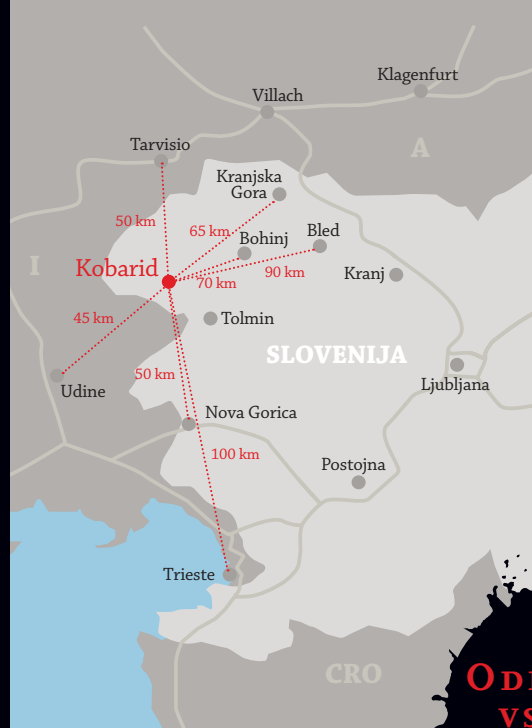 Klagenfurt
Villach
A
Tarvisio
Kranjska
Gora
50 km
65 km
Bohinj
Bled
I
Kobarid
90 km
70 km
Kranj
45 km
Tolmin
SLOVENIJA
50 km
Udine
Ljubljana
Nova Gorica
100 km
Postojna
Trieste
CRO